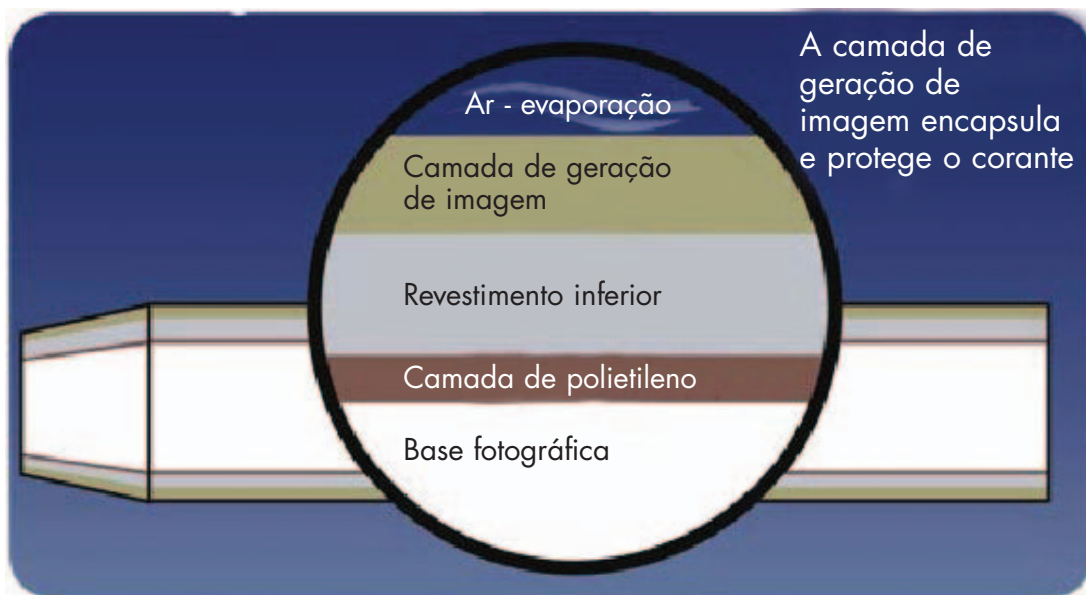 Ar - evaporação
Camada de geração
de imagem
Revestimento inferior
Camada de polietileno
Base fotográfica
A camada de
geração de
imagem encapsula
e protege o corante